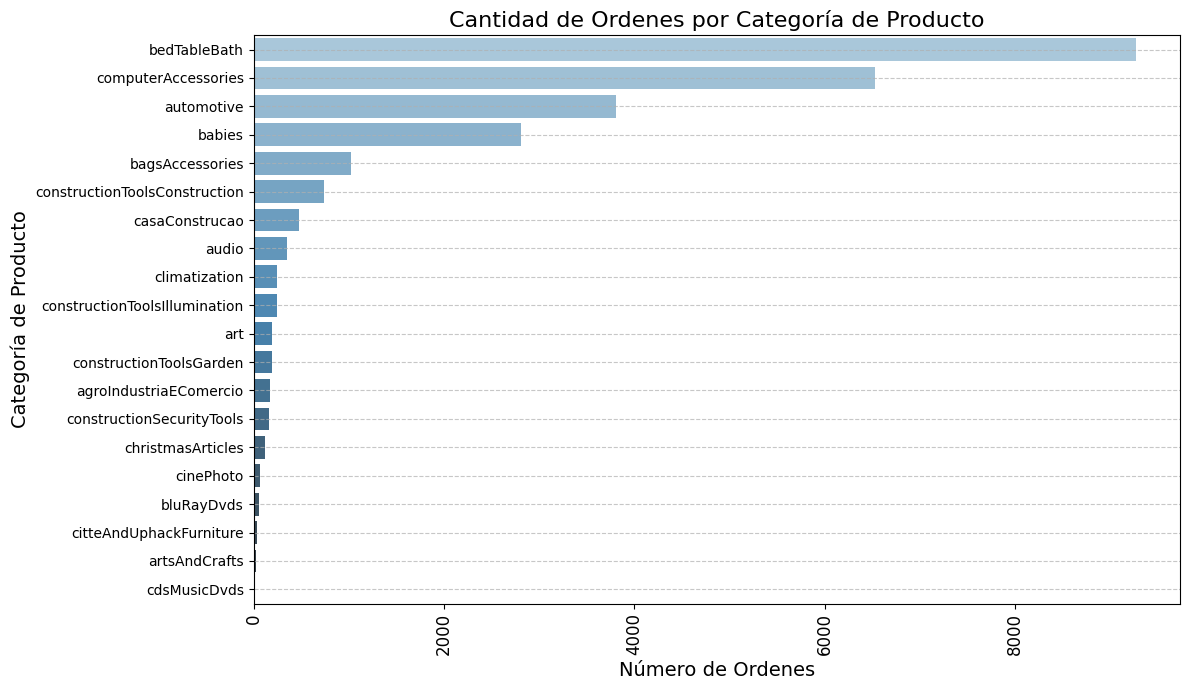 Cantidad de Ordenes por Categoría de Producto
Categoría de Producto
bedTableBath
computerAccessories
automotive
babies
bagsAccessories
constructionToolsConstruction
casaConstrucao
audio
climatization
constructionToolsIllumination
art
constructionToolsGarden
agroIndustriaEComercio
constructionSecurityTools
christmasArticles
cinePhoto
bluRayDvds
citteAndUphackFurniture
artsAndCrafts
cdsMusicDvds
0
2000
4000
6000
8000
Número de Ordenes